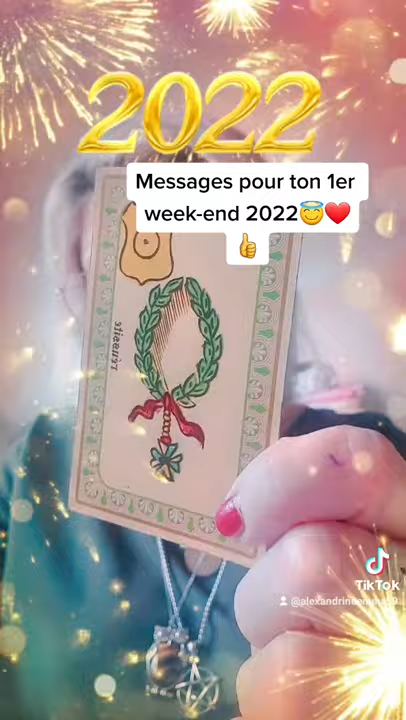 2022
Messages pour ton 1er
week-end 2022😇❤️
👍
TikTok